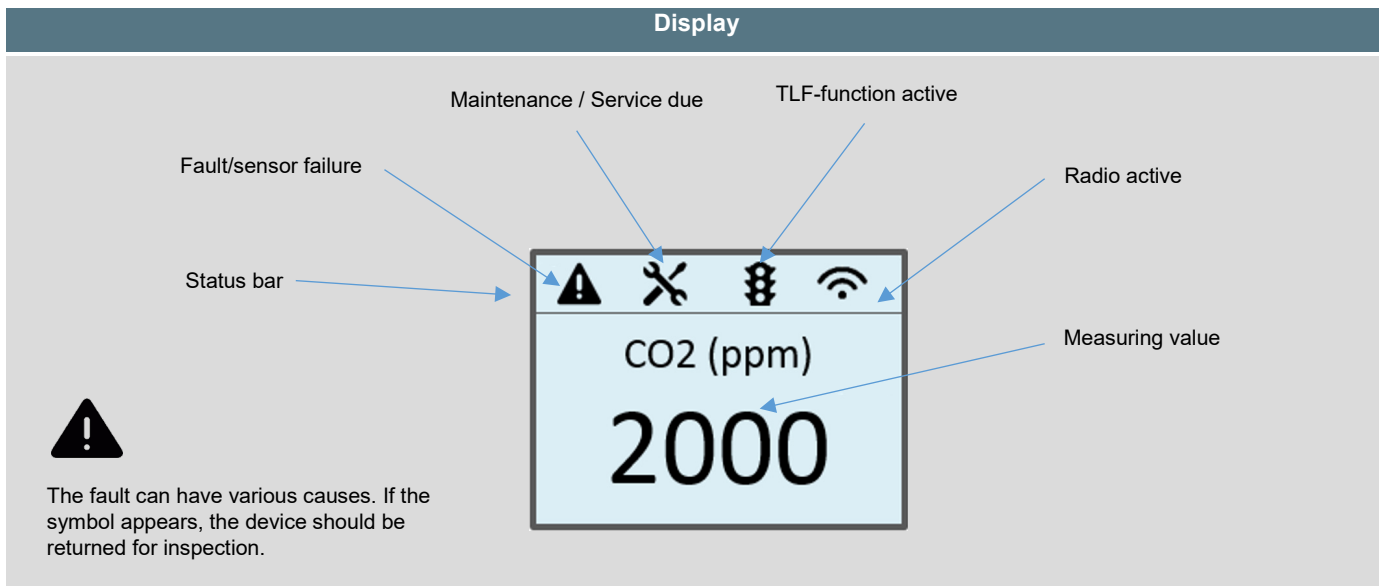 Display
Maintenance / Service due
TLF-function active
Fault/sensor failure
Radio active
Status bar
Measuring value
CO2 (ppm)
2000
The fault can have various causes. If the
symbol appears, the device should be
returned for inspection.